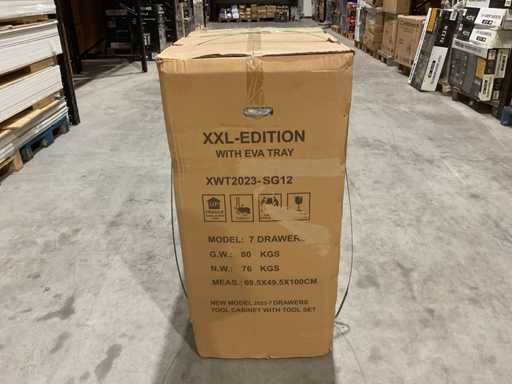 XXL-EDITION
WITH EVA TRAY
XWT2023-SG12
FRAGILE
MODEL: 7 DRAWERS
G.W.: 80 KGS
N.W.: 76 KGS
MEAS.: 69.5X49.5X100CM
NEW MODEL 2023-7 DRAWERS
TOOL CABINET WITH TOOL SET